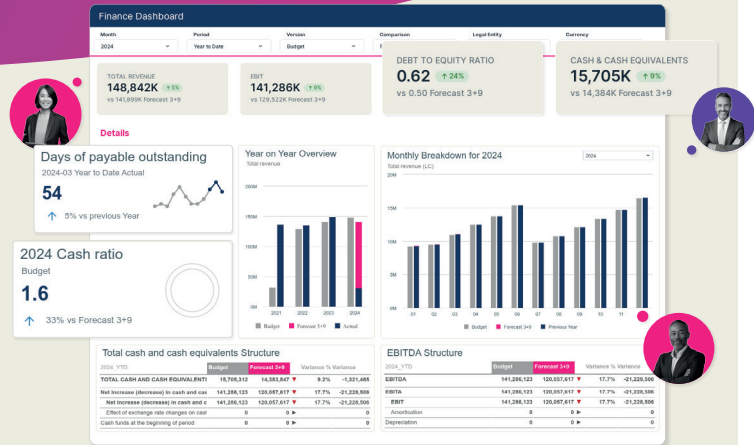 Finance Dashboard
Month Period Version Comparison Legal Entity Currency
2024 Year to Date Budget
TOTAL REVENUE
148,842K ↑ 5%
vs 141,899K Forecast 3+9
EBIT
141,286K ↑ 9%
vs 129,522K Forecast 3+9
DEBT TO EQUITY RATIO
0.62 ↑ 24%
vs 0.50 Forecast 3+9
CASH & CASH EQUIVALENTS
15,705K ↑ 9%
vs 14,384K Forecast 3+9
Details
Days of payable outstanding
2024-03 Year to Date Actual
54
↑ 5% vs previous Year
2024 Cash ratio
Budget
1.6
↑ 33% vs Forecast 3+9
Year on Year Overview
Total revenue
200M
150M
100M
50M
0M
2021 2022 2023 2024
Budget Forecast 3+9 Actual
Monthly Breakdown for 2024
2024
Total revenue (LC)
20M
15M
10M
5M
0M
01 02 03 04 05 06 07 08 09 10 11
Budget Forecast 3+9 Previous Year
Total cash and cash equivalents Structure
2024_YTD Budget Forecast 3+9 Variance % Variance
TOTAL CASH AND CASH EQUIVALENT 18,705,312 14,383,847 ▼ 9.2% -1,321,465
Net Increase (decrease) in cash and cas 141,286,123 120,057,617 ▼ 17.7% -21,228,506
Net Increase (decrease) in cash and c 141,286,123 120,057,617 ▼ 17.7% -21,228,506
Effect of exchange rate changes on cash 0 0 ▶ 0
Cash funds at the beginning of period 0 0 ▶ 0
EBITDA Structure
2024_YTD Budget Forecast 3+9 Variance % Variance
EBITDA 141,286,123 120,057,617 ▼ 17.7% -21,228,506
EBITA 141,286,123 120,057,617 ▼ 17.7% -21,228,506
EBIT 141,286,123 120,057,617 ▼ 17.7% -21,228,506
Amortisation 0 0 ▶ 0
Depreciation 0 0 ▶ 0